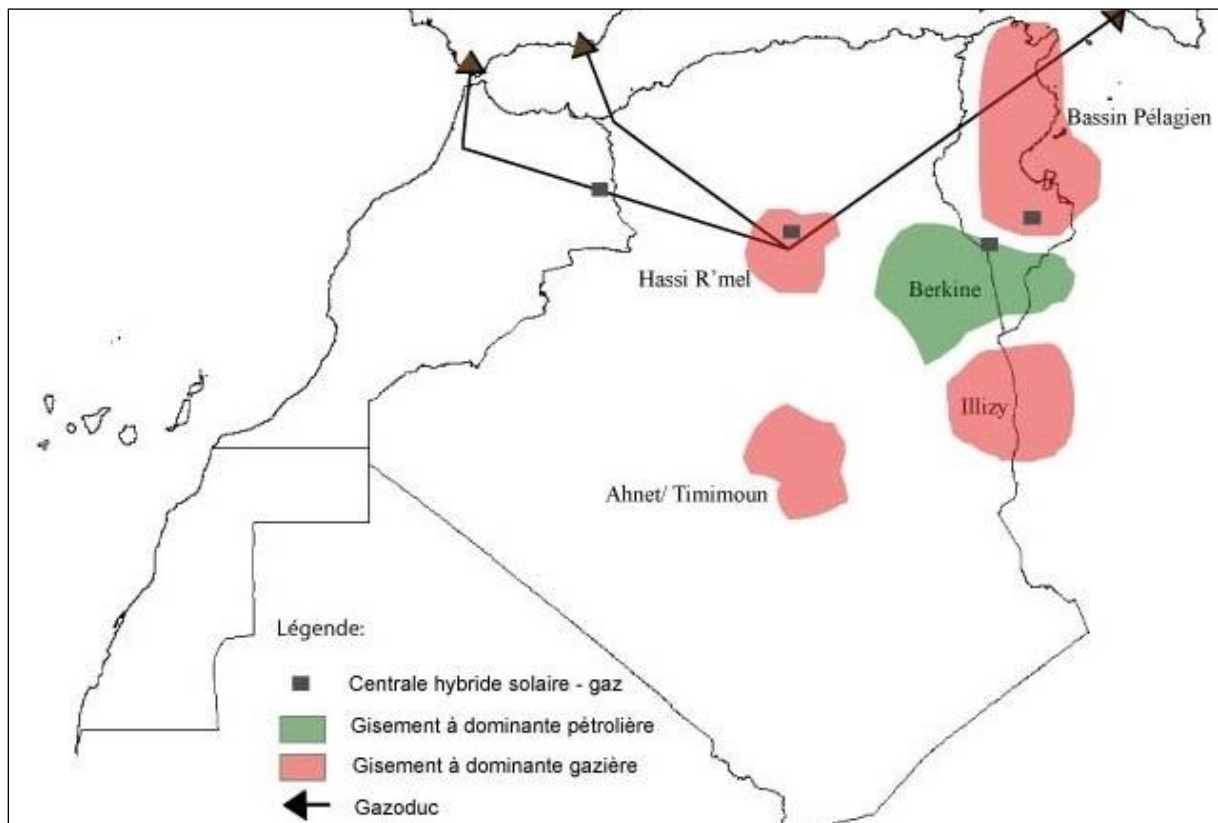 Bassin Pélagien
Hassi R'mel
Berkine
Illizy
Ahnet/ Timimoun
Légende:
Centrale hybride solaire - gaz
Gisement à dominante pétrolière
Gisement à dominante gazière
Gazoduc